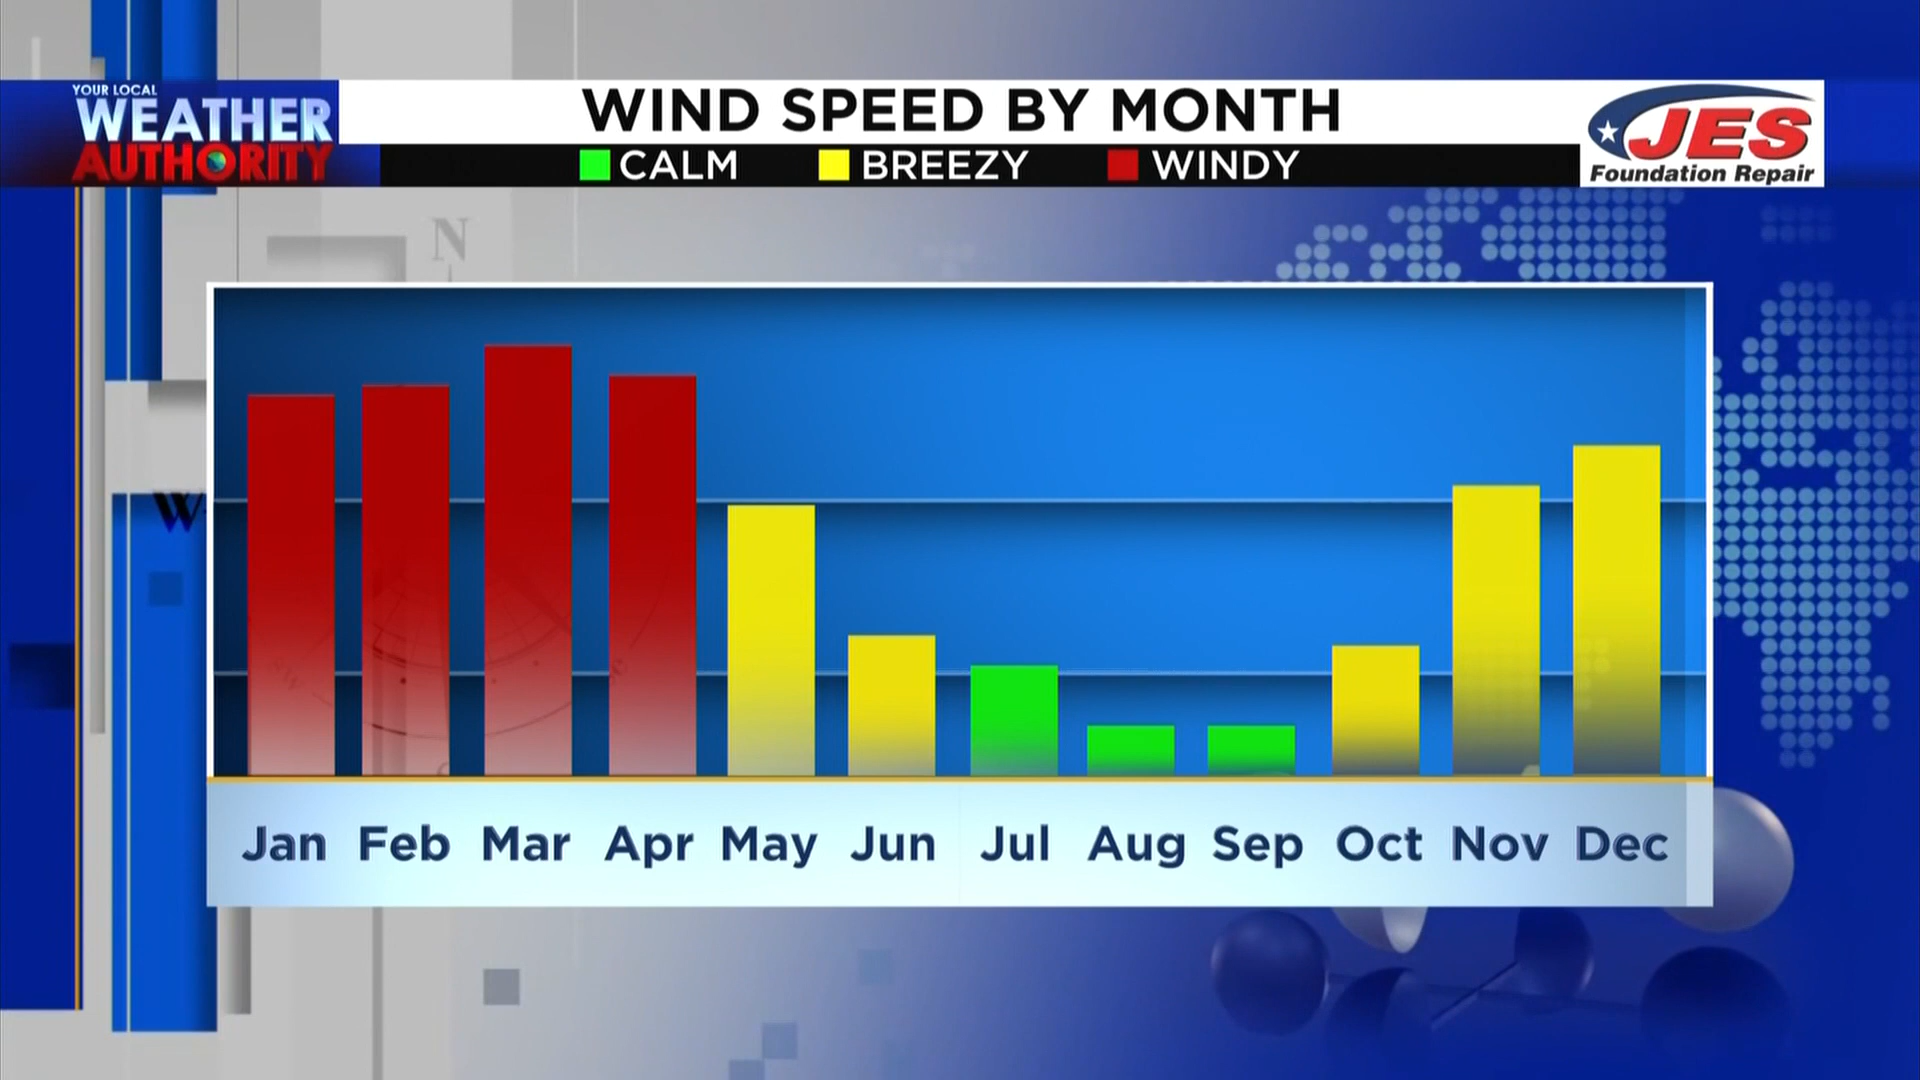 YOUR LOCAL
WEATHER
AUTHORITY
WIND SPEED BY MONTH
CALM BREEZY WINDY
JES
Foundation Repair
N
W
Jan Feb Mar Apr May Jun Jul Aug Sep Oct Nov Dec